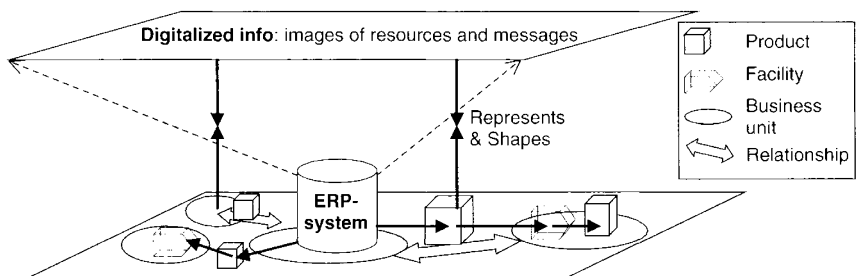 Digitalized info: images of resources and messages
Represents
& Shapes
ERP-
system
Product
Facility
Business
unit
Relationship